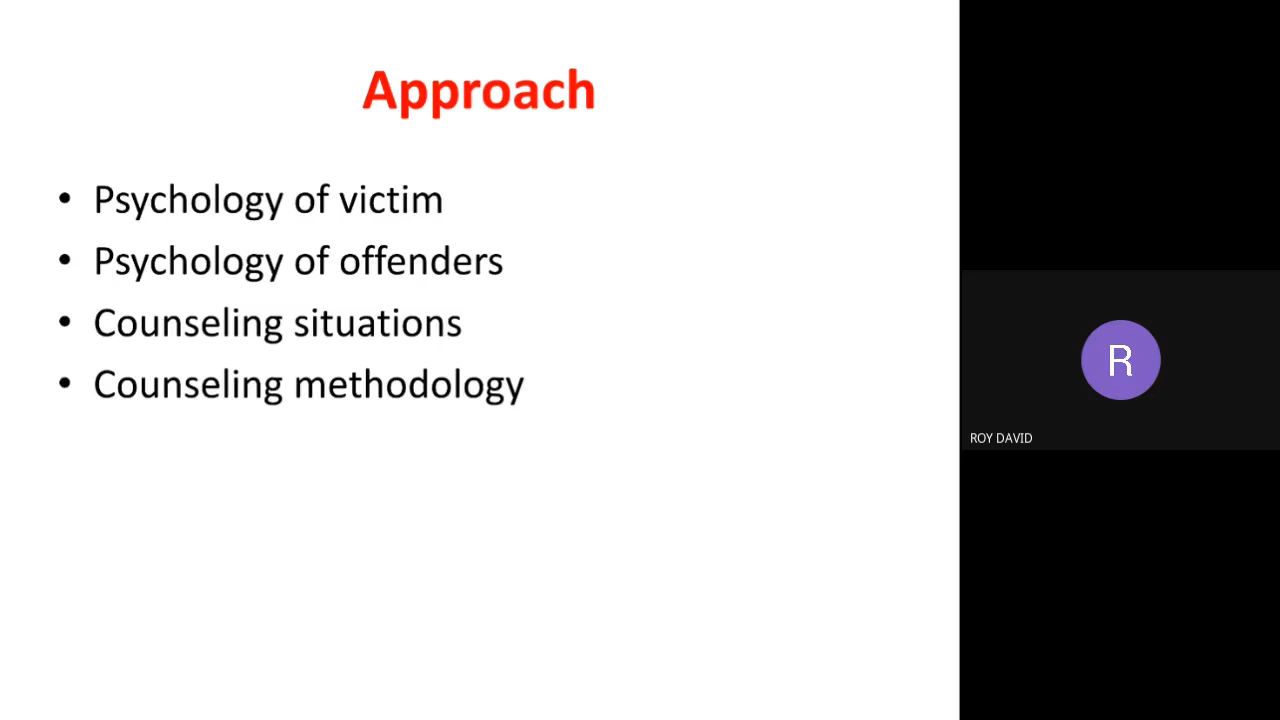 Approach
• Psychology of victim
• Psychology of offenders
• Counseling situations
• Counseling methodology
R
ROY DAVID